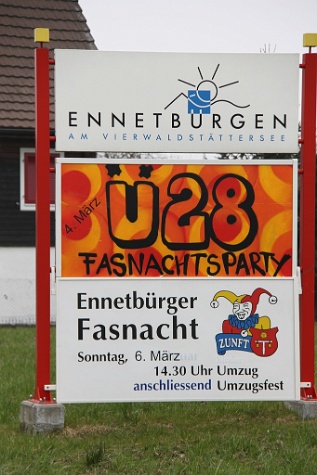 ENNETBÜRGEN
AM VIERWALDSTÄTTERSEE
4. März
Ü28
FASNACHTSPARTY
Ennetbürger
Fasnacht
ZUNFT
Sonntag, 6. März
14.30 Uhr Umzug
anschliessend Umzugsfest